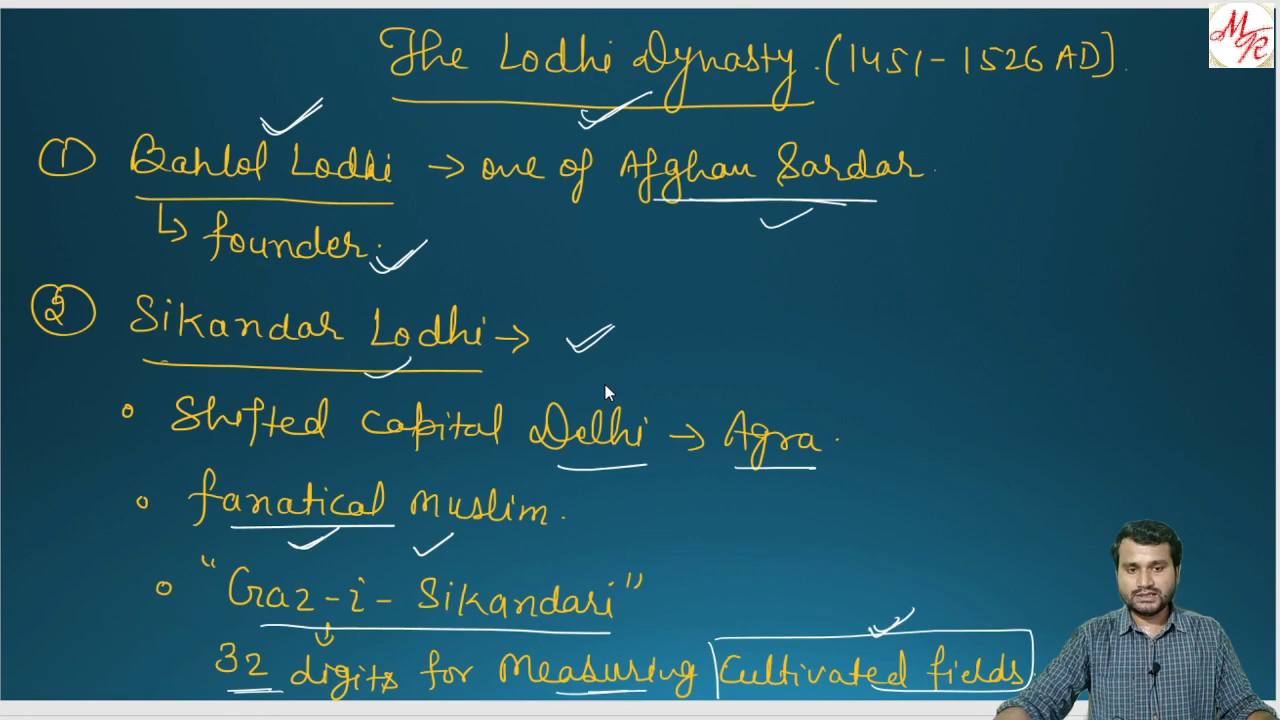 The Lodhi Dynasty. (1451 - 1526 AD)
MR
① Bahlol Lodhi → one of Afghan Sardar.
↳ founder.
② Sikandar Lodhi →
• Shifted capital Delhi → Agra.
• fanatical Muslim.
• "Gaz-i-Sikandari"
32 digits for measuring cultivated fields.